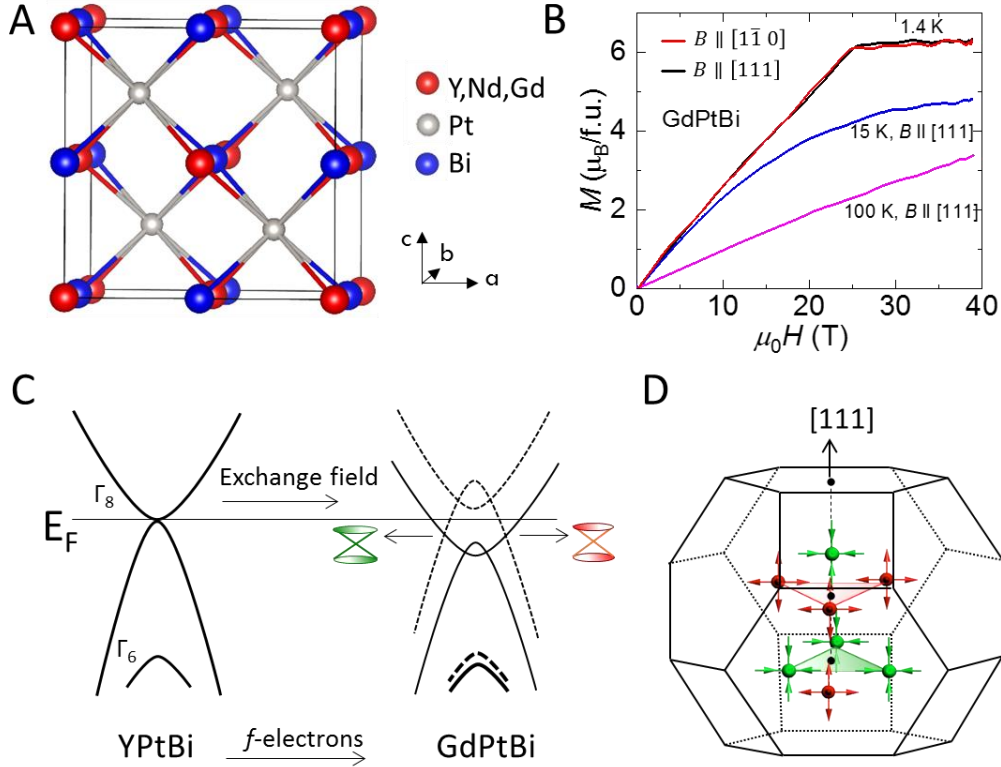 A
Y,Nd,Gd
Pt
Bi
c
b
a
B
M (μB/f.u.)
6
4
2
0
B ∥ [11̄ 0]
B ∥ [111]
GdPtBi
1.4 K
15 K, B ∥ [111]
100 K, B ∥ [111]
0 10 20 30 40
μ0H (T)
C
Γ8
Exchange field
EF
Γ6
YPtBi
f-electrons
GdPtBi
D
[111]